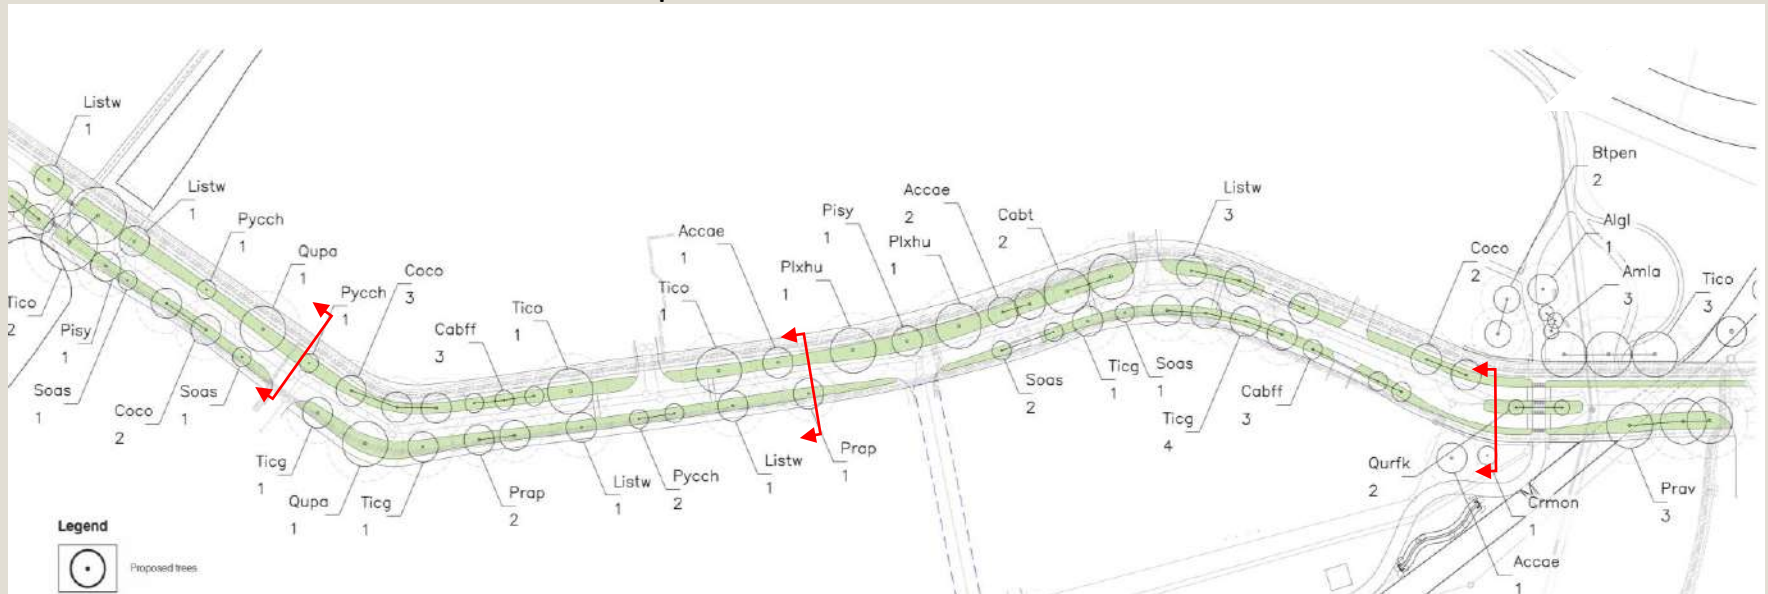 Listw
1
Listw
1
Pycch
1
Qupa
1
Pycch
1
Coco
3
Cabff
3
Tico
1
Accae
1
Tico
1
Plxhu
1
Pisy
1
Plxhu
1
Accae
2
Cabt
2
Listw
3
Coco
2
Btpen
2
Algl
1
Amla
3
Tico
3
Tico
2
Pisy
1
Soas
1
Coco
2
Soas
1
Ticg
1
Qupa
1
Ticg
1
Prap
2
Listw
1
Pycch
2
Listw
1
Prap
1
Soas
2
Ticg
1
Soas
1
Ticg
4
Cabff
3
Qurfk
2
Crmon
1
Accae
1
Prav
3
Legend
Proposed trees